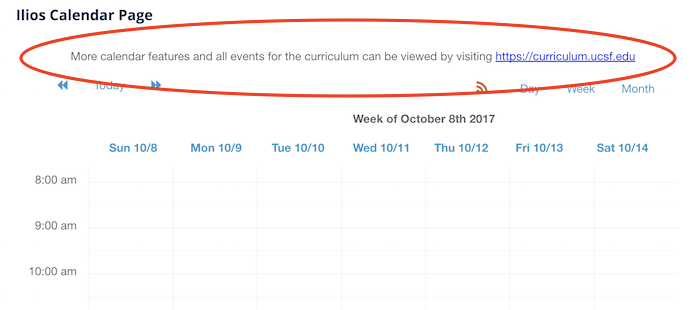 Ilios Calendar Page
More calendar features and all events for the curriculum can be viewed by visiting https://curriculum.ucsf.edu
Today Day Week Month
Week of October 8th 2017
Sun 10/8 Mon 10/9 Tue 10/10 Wed 10/11 Thu 10/12 Fri 10/13 Sat 10/14
8:00 am
9:00 am
10:00 am